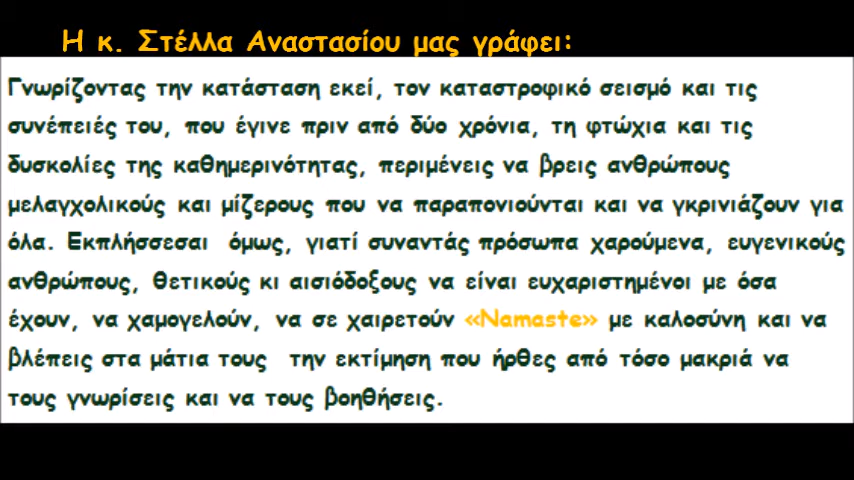 Η κ. Στέλλα Αναστασίου μας γράφει:
Γνωρίζοντας την κατάσταση εκεί, τον καταστροφικό σεισμό και τις
συνέπειές του, που έγινε πριν από δύο χρόνια, τη φτώχια και τις
δυσκολίες της καθημερινότητας, περιμένεις να βρεις ανθρώπους
μελαγχολικούς και μίζερους που να παραπονιούνται και να γκρινιάζουν για
όλα. Εκπλήσσεσαι όμως, γιατί συναντάς πρόσωπα χαρούμενα, ευγενικούς
ανθρώπους, θετικούς κι αισιόδοξους να είναι ευχαριστημένοι με όσα
έχουν, να χαμογελούν, να σε χαιρετούν «Namaste» με καλοσύνη και να
βλέπεις στα μάτια τους την εκτίμηση που ήρθες από τόσο μακριά να
τους γνωρίσεις και να τους βοηθήσεις.